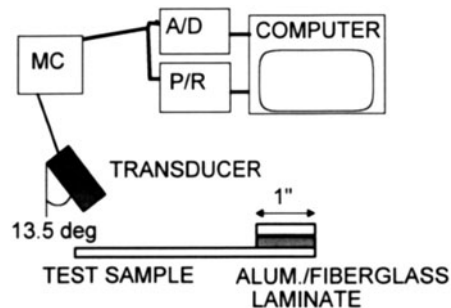 A/D
COMPUTER
MC
P/R
TRANSDUCER
1"
13.5 deg
TEST SAMPLE
ALUM./FIBERGLASS
LAMINATE